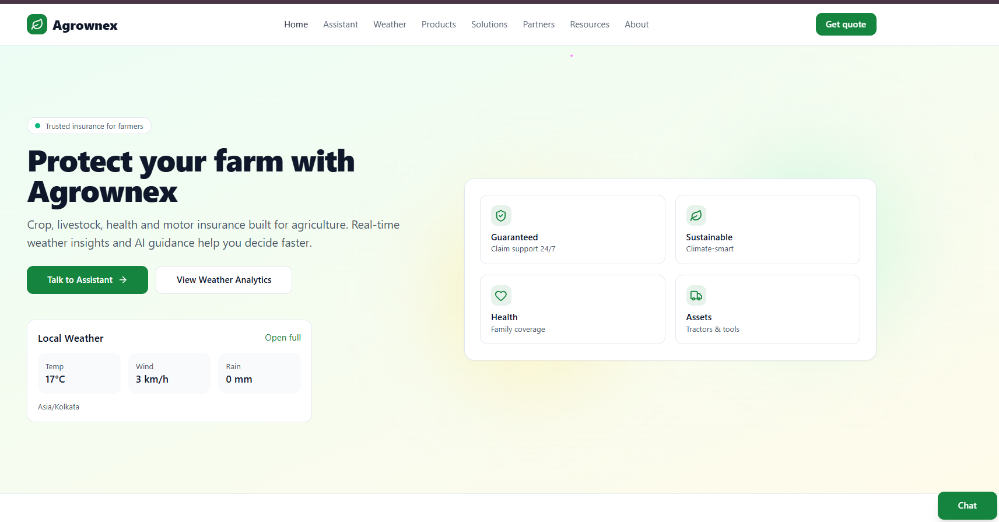 Agrownex
Home Assistant Weather Products Solutions Partners Resources About
Get quote
Trusted insurance for farmers
Protect your farm with
Agrownex
Crop, livestock, health and motor insurance built for agriculture. Real-time
weather insights and AI guidance help you decide faster.
Talk to Assistant →
View Weather Analytics
Local Weather
Open full
Temp
17°C
Wind
3 km/h
Rain
0 mm
Asia/Kolkata
Guaranteed
Claim support 24/7
Sustainable
Climate-smart
Health
Family coverage
Assets
Tractors & tools
Chat